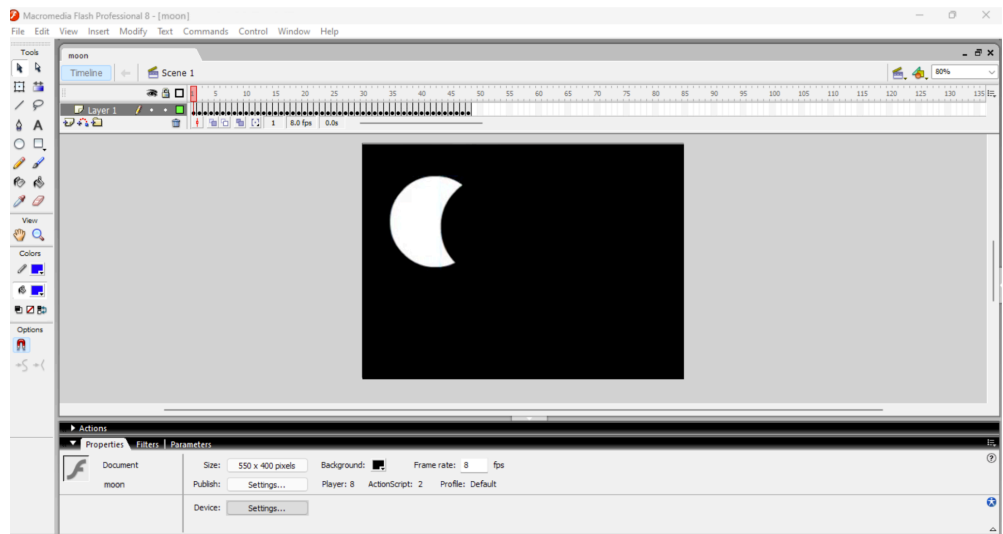 Macromedia Flash Professional 8 - [moon]
File Edit View Insert Modify Text Commands Control Window Help
Tools
moon
Timeline Scene 1 80%
1 5 10 15 20 25 30 35 40 45 50 55 60 65 70 75 80 85 90 95 100 105 110 115 120 125 130 135
Layer 1
1 8.0 fps 0.0s
A
View
Colors
Options
Actions
Properties Filters Parameters
Document Size: 550 x 400 pixels Background: Frame rate: 8 fps
moon Publish: Settings... Player: 8 ActionScript: 2 Profile: Default
Device: Settings...